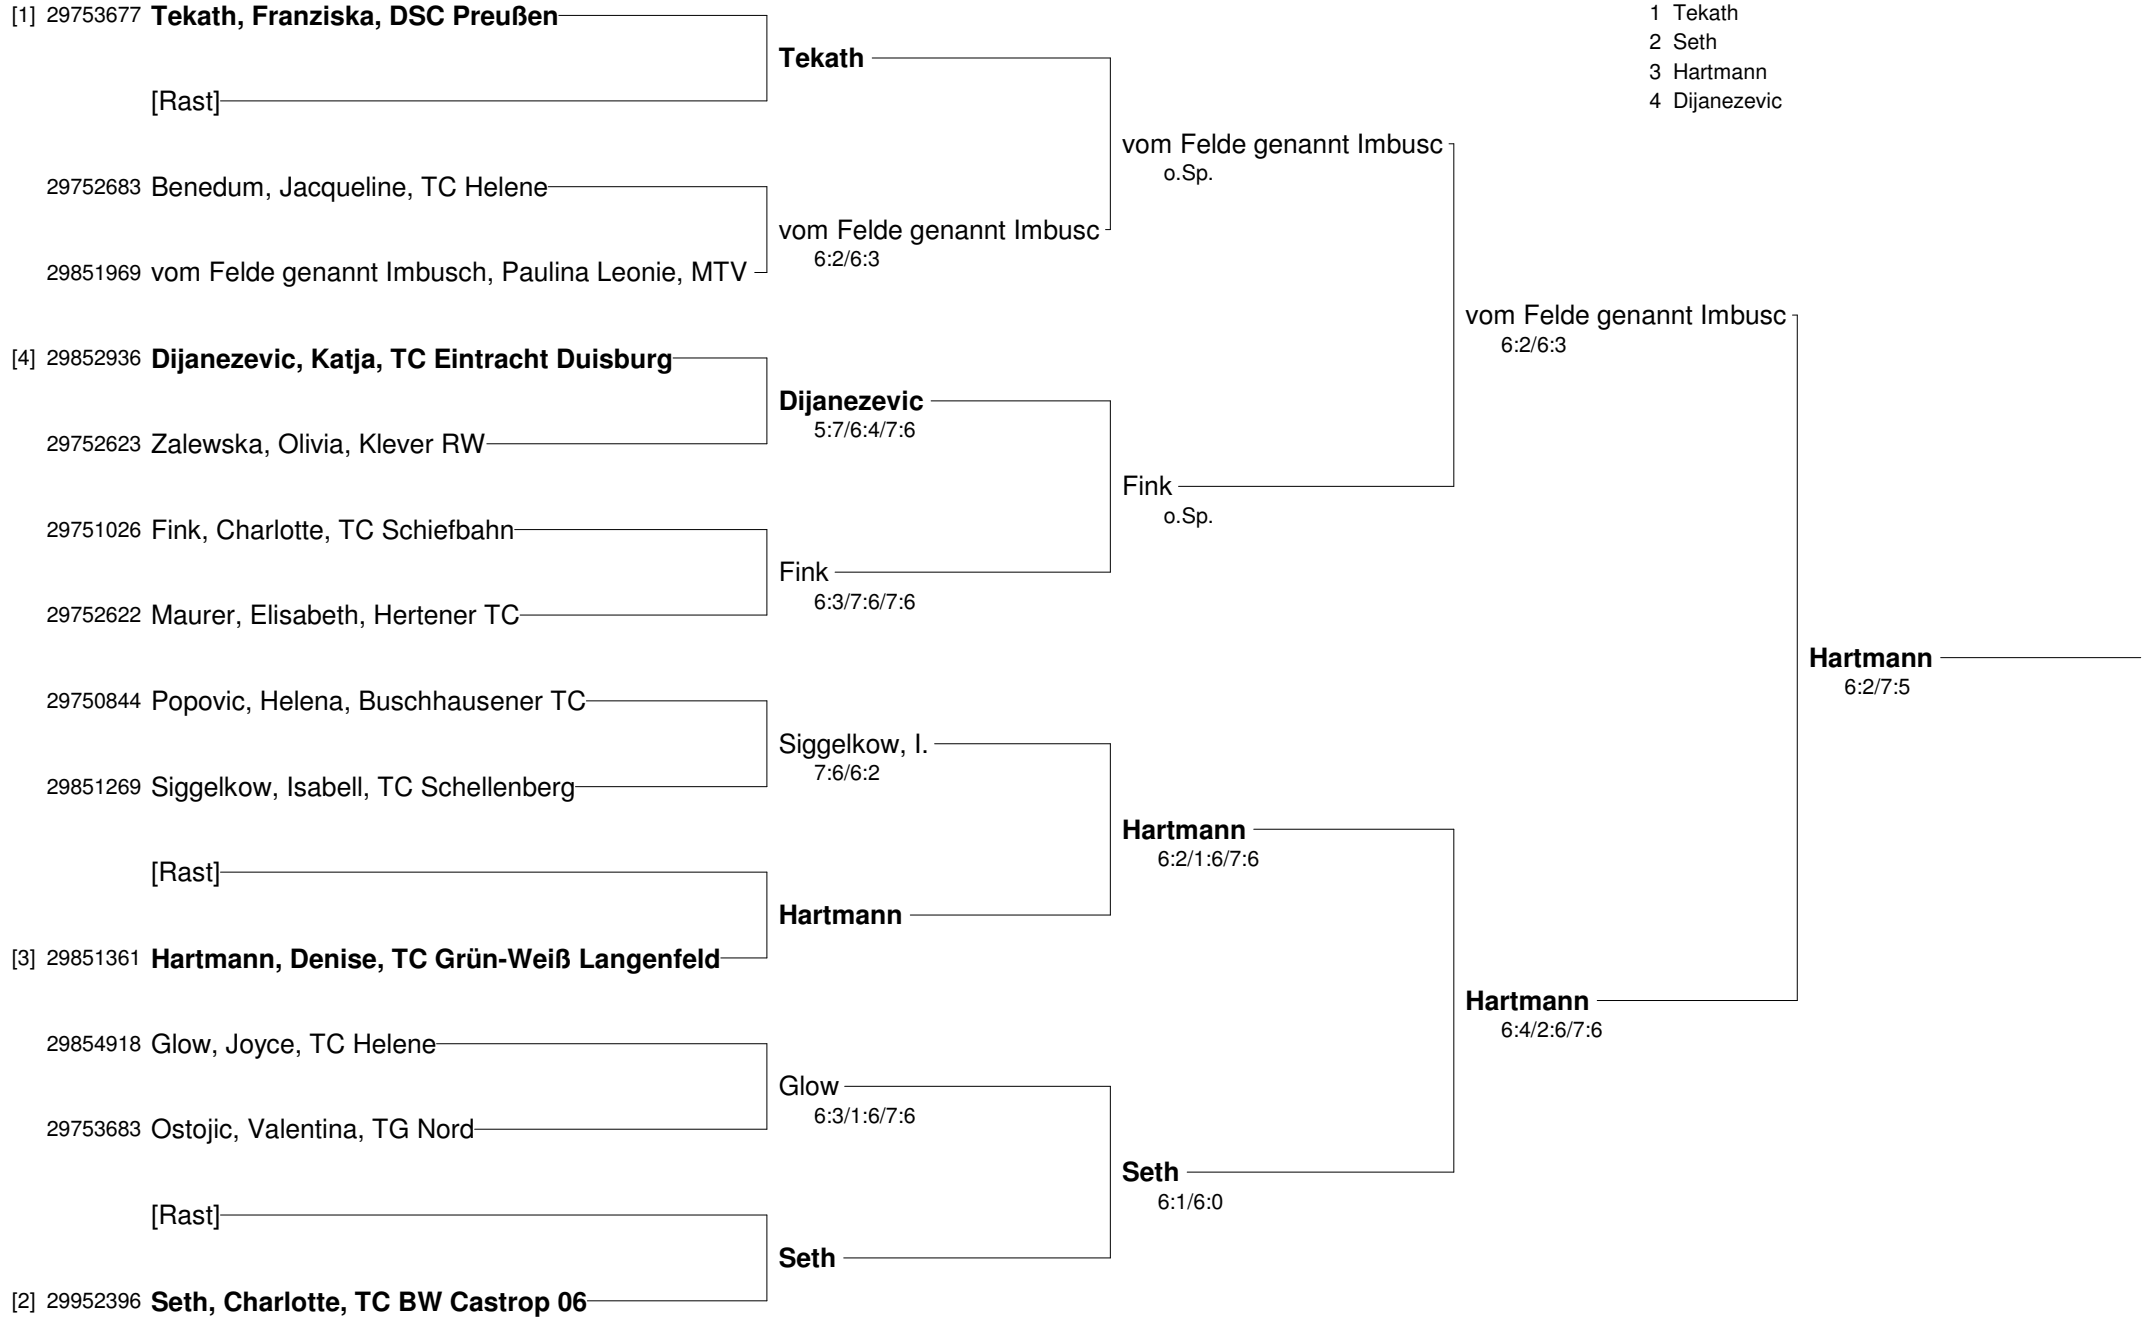 [1] 29753677 Tekath, Franziska, DSC Preußen
[Rast]
29752683 Benedum, Jacqueline, TC Helene
29851969 vom Felde genannt Imbusch, Paulina Leonie, MTV
[4] 29852936 Dijanezevic, Katja, TC Eintracht Duisburg
29752623 Zalewska, Olivia, Klever RW
29751026 Fink, Charlotte, TC Schiefbahn
29752622 Maurer, Elisabeth, Hertener TC
29750844 Popovic, Helena, Buschhausener TC
29851269 Siggelkow, Isabell, TC Schellenberg
[Rast]
[3] 29851361 Hartmann, Denise, TC Grün-Weiß Langenfeld
29854918 Glow, Joyce, TC Helene
29753683 Ostojic, Valentina, TG Nord
[Rast]
[2] 29952396 Seth, Charlotte, TC BW Castrop 06
Tekath
vom Felde genannt Imbusc
6:2/6:3
Dijanezevic
5:7/6:4/7:6
Fink
6:3/7:6/7:6
Siggelkow, I.
7:6/6:2
Hartmann
Glow
6:3/1:6/7:6
Seth
vom Felde genannt Imbusc
o.Sp.
Fink
o.Sp.
Hartmann
6:2/1:6/7:6
Seth
6:1/6:0
vom Felde genannt Imbusc
6:2/6:3
Hartmann
6:4/2:6/7:6
Hartmann
6:2/7:5
1 Tekath
2 Seth
3 Hartmann
4 Dijanezevic